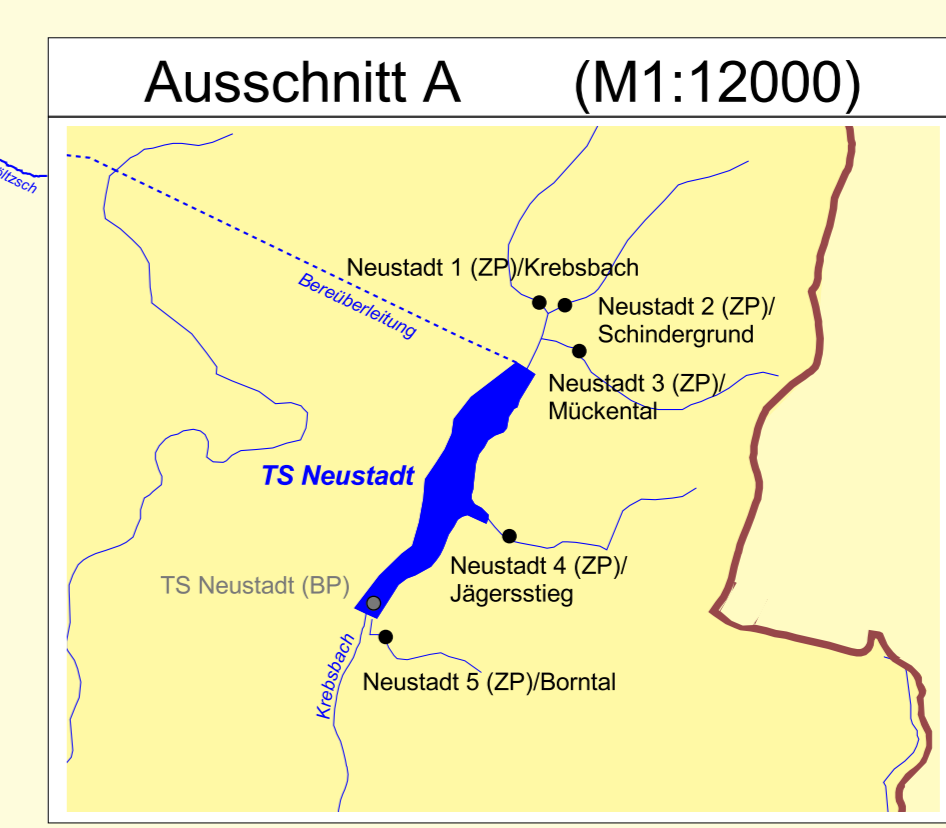 Ausschnitt A (M1:12000)
Neustadt 1 (ZP)/Krebsbach
Bereüberleitung
Neustadt 2 (ZP)/
Schindergrund
Neustadt 3 (ZP)/
Mückental
TS Neustadt
Neustadt 4 (ZP)/
Jägersstieg
TS Neustadt (BP)
Krebsbach
Neustadt 5 (ZP)/Borntal